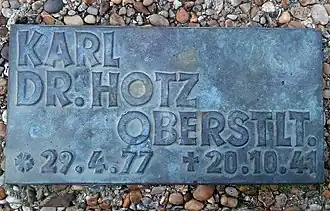 KARL
DR. HOTZ
OBERSTLT.
* 29.4.77 ✝ 20.10.41